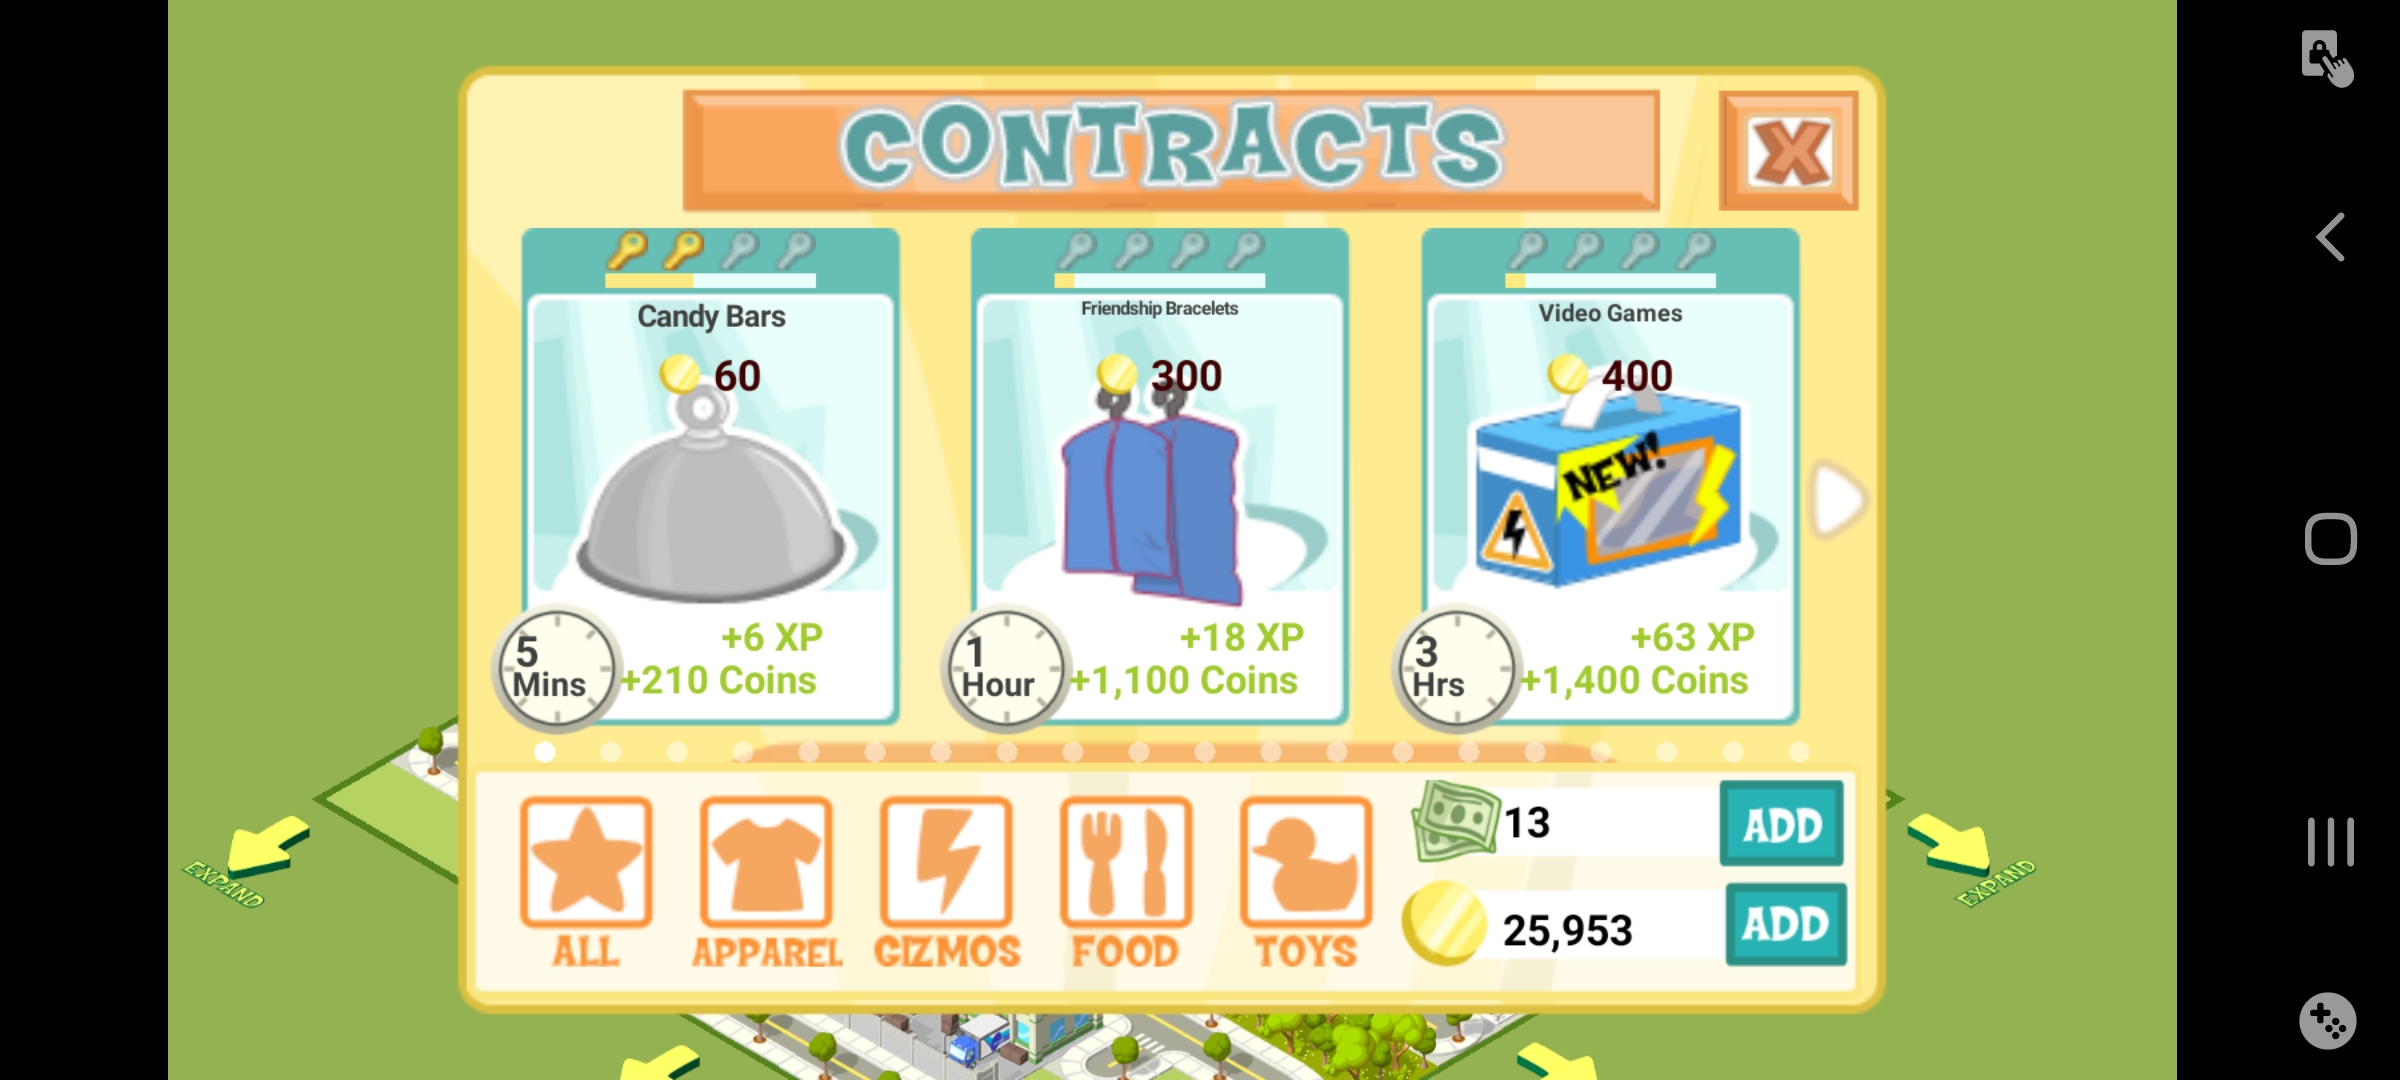 CONTRACTS
X
Candy Bars
60
5
Mins
+6 XP
+210 Coins
Friendship Bracelets
300
1
Hour
+18 XP
+1,100 Coins
Video Games
400
NEW!
3
Hrs
+63 XP
+1,400 Coins
EXPAND
EXPAND
ALL
APPAREL
GIZMOS
FOOD
TOYS
13
ADD
25,953
ADD